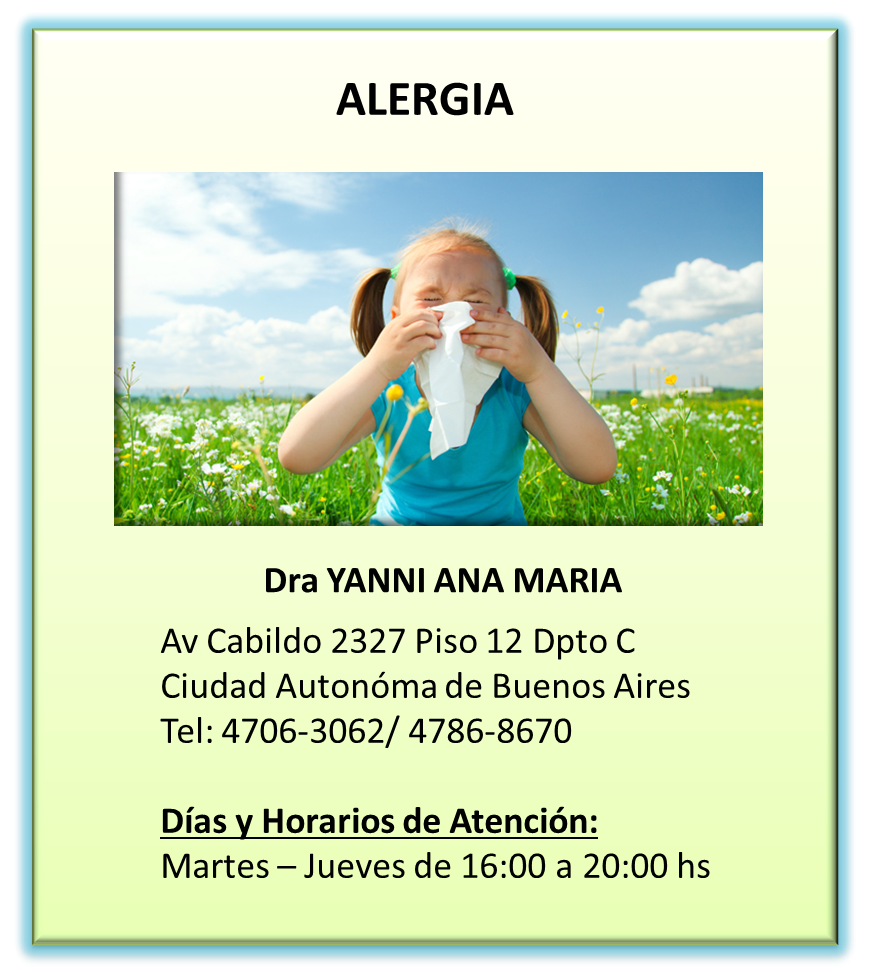 ALERGIA
Dra YANNI ANA MARIA
Av Cabildo 2327 Piso 12 Dpto C
Ciudad Autonóma de Buenos Aires
Tel: 4706-3062/ 4786-8670
Días y Horarios de Atención:
Martes – Jueves de 16:00 a 20:00 hs